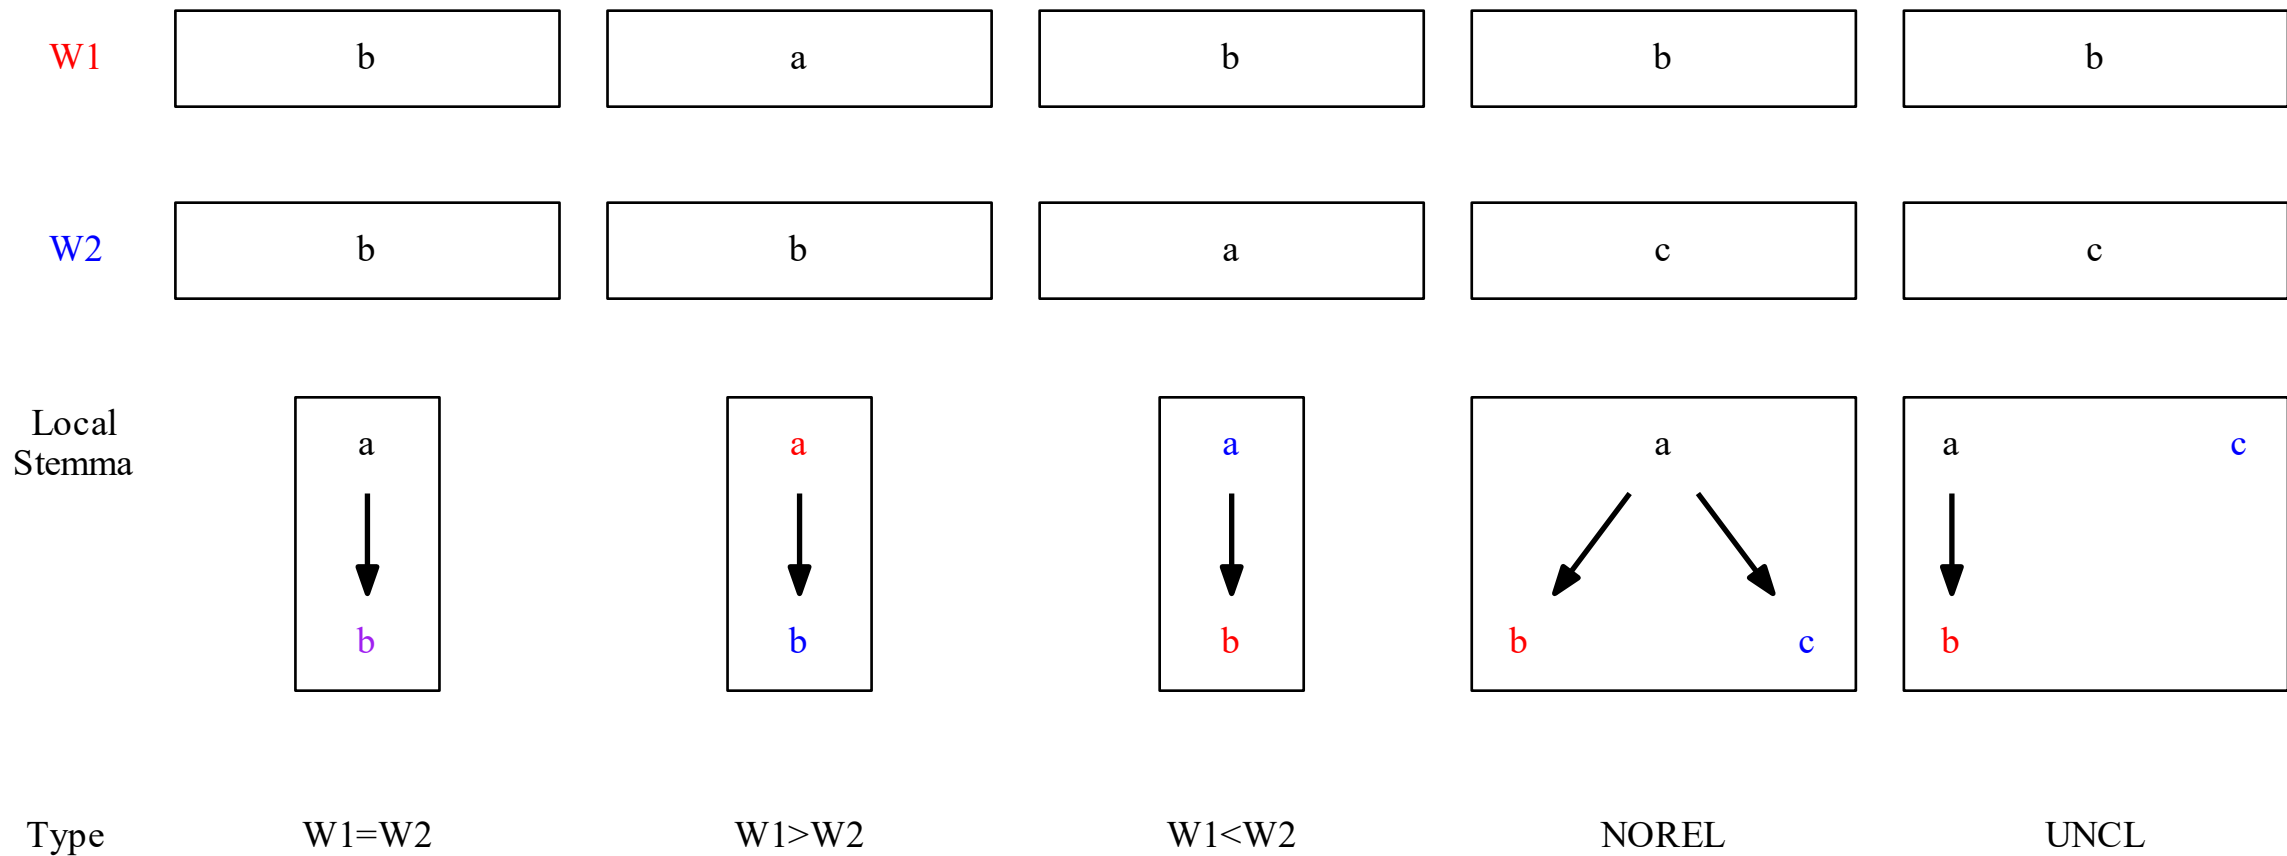 W1 b a b b b
W2 b b a c c
Local
Stemma
a a a a a c
b b b b c b
Type W1=W2 W1>W2 W1<W2 NOREL UNCL